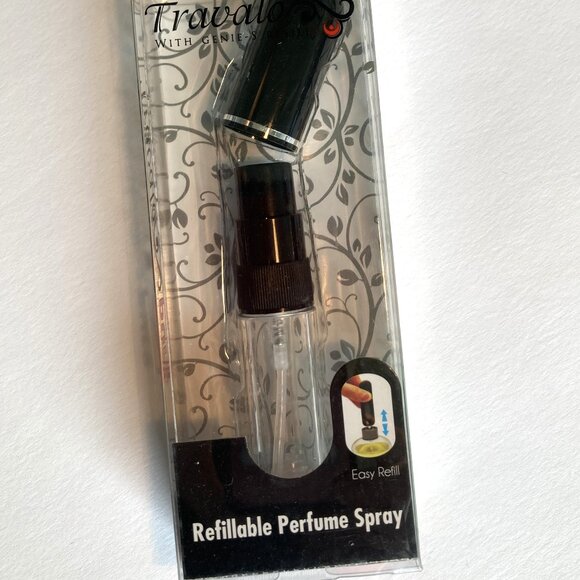 Travalo
WITH GENIE-S
Easy Refill
Refillable Perfume Spray